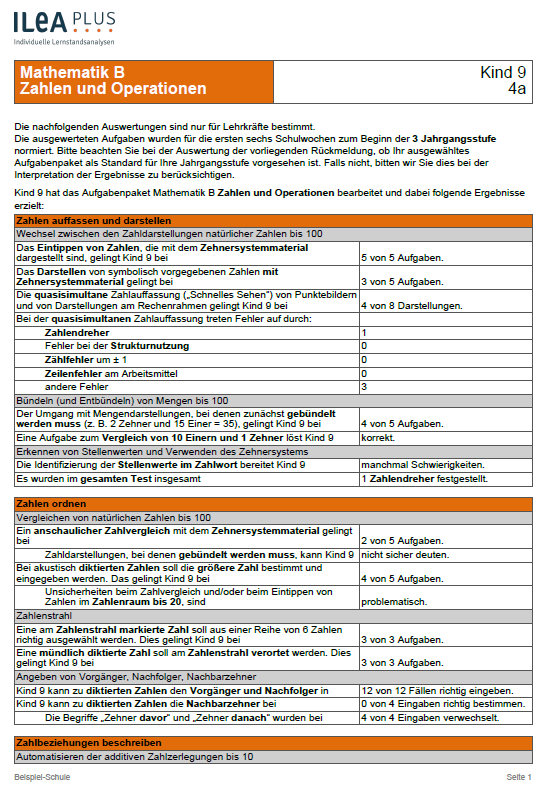 ILeA PLUS
Individuelle Lernstandsanalysen
Mathematik B
Zahlen und Operationen
Kind 9
4a
Die nachfolgenden Auswertungen sind nur für Lehrkräfte bestimmt.
Die ausgewerteten Aufgaben wurden für die ersten sechs Schulwochen zum Beginn der 3 Jahrgangsstufe
normiert. Bitte beachten Sie bei der Auswertung der vorliegenden Rückmeldung, ob Ihr ausgewähltes
Aufgabenpaket als Standard für Ihre Jahrgangsstufe vorgesehen ist. Falls nicht, bitten wir Sie dies bei der
Interpretation der Ergebnisse zu berücksichtigen.
Kind 9 hat das Aufgabenpaket Mathematik B Zahlen und Operationen bearbeitet und dabei folgende Ergebnisse
erzielt:
Zahlen auffassen und darstellen
Wechsel zwischen den Zahldarstellungen natürlicher Zahlen bis 100
Das Eintippen von Zahlen, die mit dem Zehnersystemmaterial
dargestellt sind, gelingt Kind 9 bei 5 von 5 Aufgaben.
Das Darstellen von symbolisch vorgegebenen Zahlen mit
Zehnersystemmaterial gelingt bei 3 von 5 Aufgaben.
Die quasisimultane Zahlauffassung („Schnelles Sehen“) von Punktebildern
und von Darstellungen am Rechenrahmen gelingt Kind 9 bei 4 von 8 Darstellungen.
Bei der quasisimultanen Zahlauffassung treten Fehler auf durch:
Zahlendreher 1
Fehler bei der Strukturnutzung 0
Zählfehler um ± 1 0
Zeilenfehler am Arbeitsmittel 0
andere Fehler 3
Bündeln (und Entbündeln) von Mengen bis 100
Der Umgang mit Mengendarstellungen, bei denen zunächst gebündelt
werden muss (z. B. 2 Zehner und 15 Einer = 35), gelingt Kind 9 bei 4 von 5 Aufgaben.
Eine Aufgabe zum Vergleich von 10 Einern und 1 Zehner löst Kind 9 korrekt.
Erkennen von Stellenwerten und Verwenden des Zehnersystems
Die Identifizierung der Stellenwerte im Zahlwort bereitet Kind 9 manchmal Schwierigkeiten.
Es wurden im gesamten Test insgesamt 1 Zahlendreher festgestellt.
Zahlen ordnen
Vergleichen von natürlichen Zahlen bis 100
Ein anschaulicher Zahlvergleich mit dem Zehnersystemmaterial gelingt
bei 2 von 5 Aufgaben.
Zahldarstellungen, bei denen gebündelt werden muss, kann Kind 9 nicht sicher deuten.
Bei akustisch diktierten Zahlen soll die größere Zahl bestimmt und
eingegeben werden. Das gelingt Kind 9 bei 4 von 5 Aufgaben.
Unsicherheiten beim Zahlvergleich und/oder beim Eintippen von
Zahlen im Zahlenraum bis 20, sind problematisch.
Zahlenstrahl
Eine am Zahlenstrahl markierte Zahl soll aus einer Reihe von 6 Zahlen
richtig ausgewählt werden. Dies gelingt Kind 9 bei 3 von 3 Aufgaben.
Eine mündlich diktierte Zahl soll am Zahlenstrahl verortet werden. Dies
gelingt Kind 9 bei 3 von 3 Aufgaben.
Angeben von Vorgänger, Nachfolger, Nachbarzehner
Kind 9 kann zu diktierten Zahlen den Vorgänger und Nachfolger in 12 von 12 Fällen richtig eingeben.
Kind 9 kann zu diktierten Zahlen die Nachbarzehner bei 0 von 4 Eingaben richtig bestimmen.
Die Begriffe „Zehner davor“ und „Zehner danach“ wurden bei 4 von 4 Eingaben verwechselt.
Zahlbeziehungen beschreiben
Automatisieren der additiven Zahlzerlegungen bis 10
Beispiel-Schule Seite 1